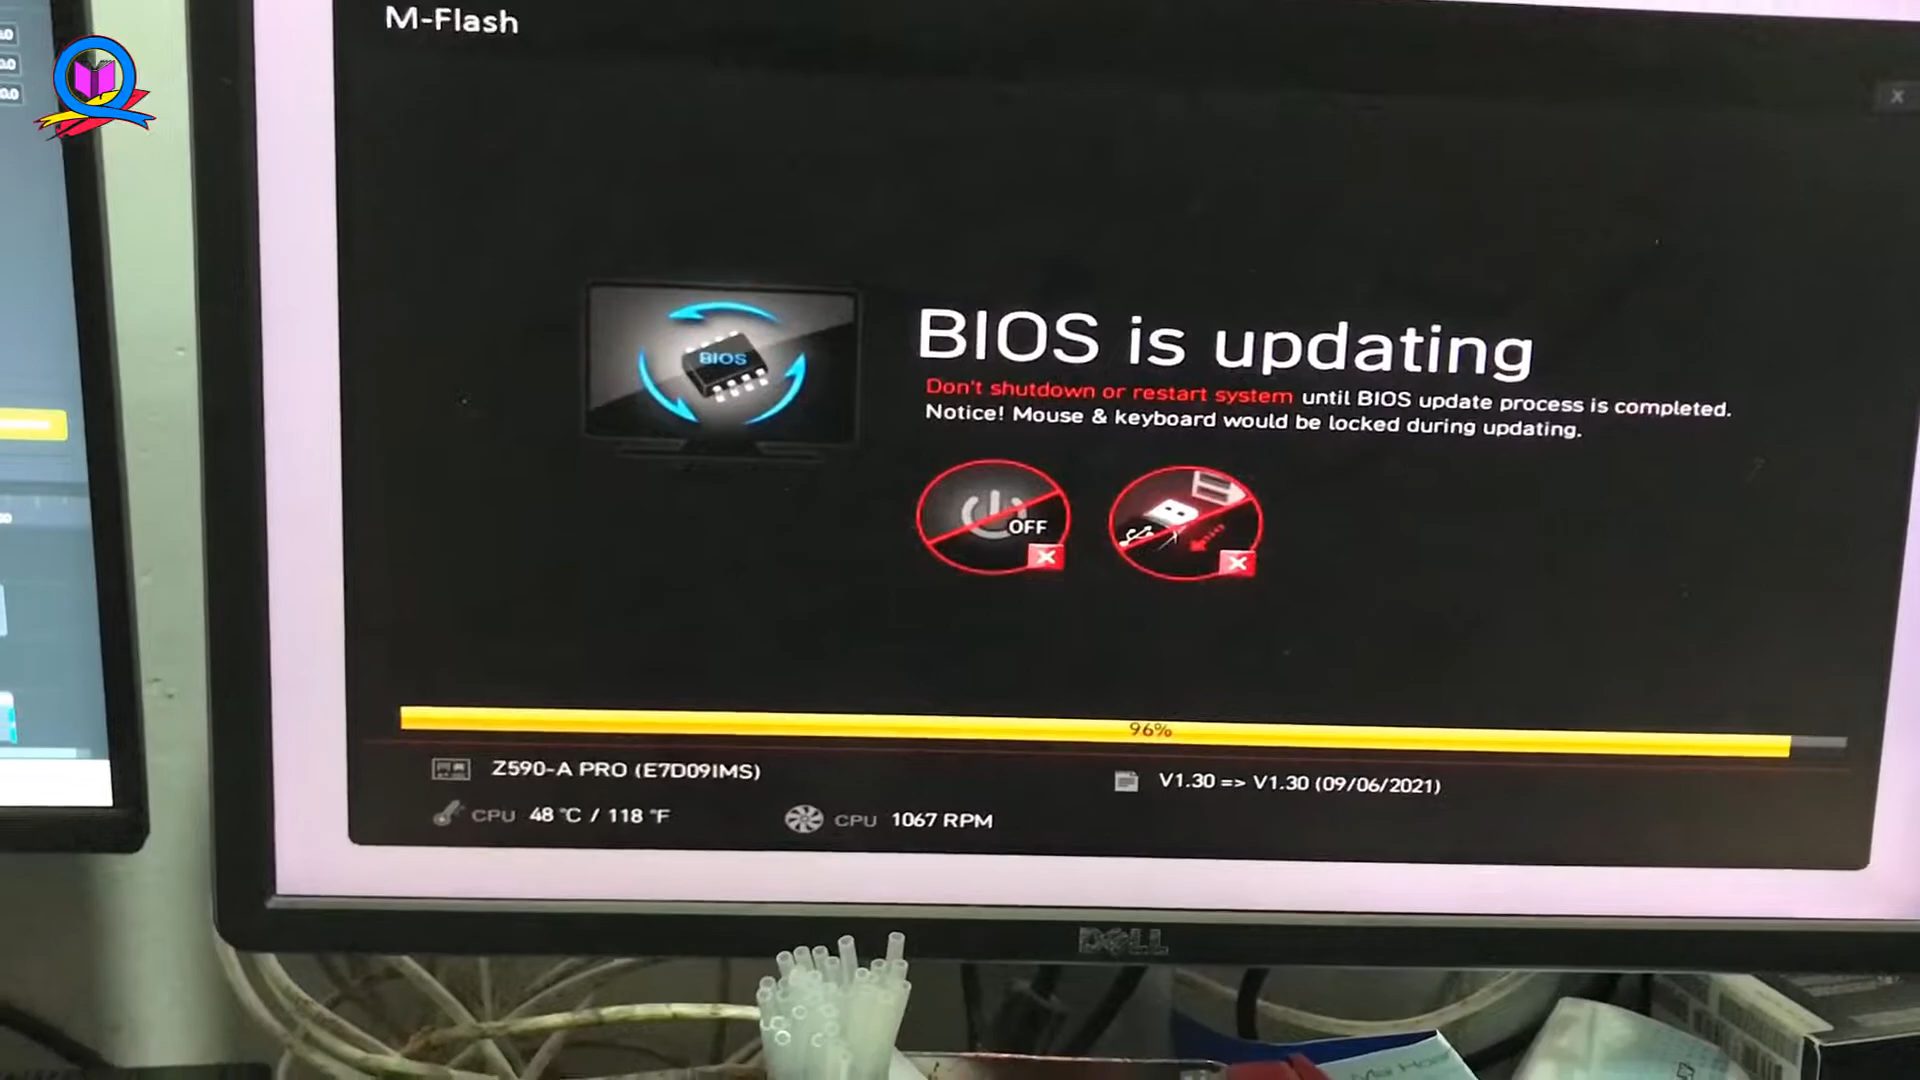 M-Flash
x
BIOS
BIOS is updating
Don't shutdown or restart system until BIOS update process is completed.
Notice! Mouse & keyboard would be locked during updating.
OFF
96%
Z590-A PRO (E7D09IMS)
V1.30 => V1.30 (09/06/2021)
CPU 48 °C / 118 °F
CPU 1067 RPM
DELL